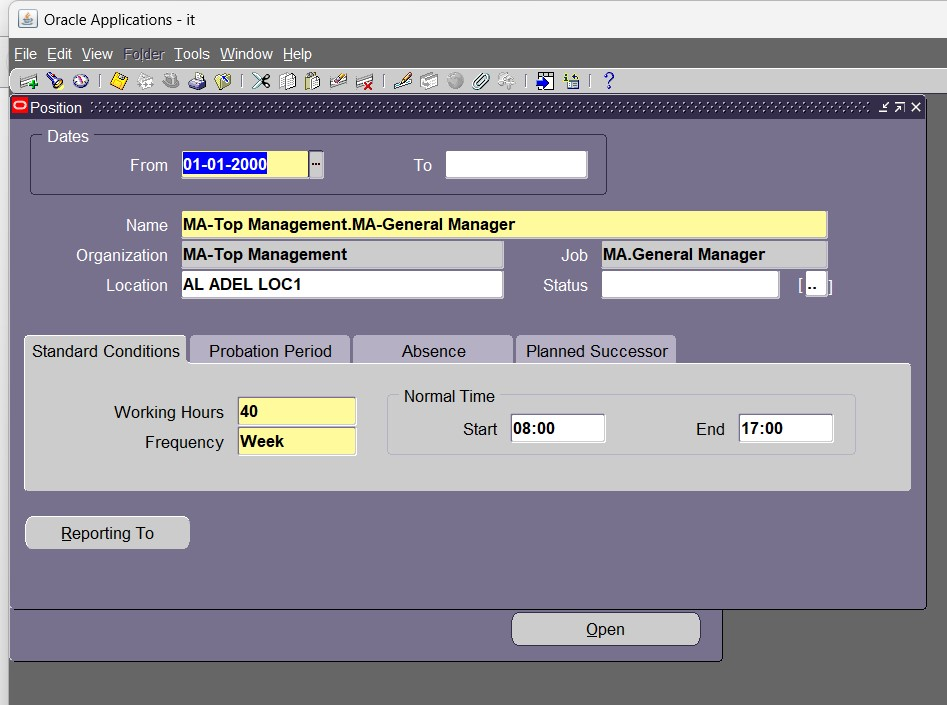 Oracle Applications - it
File Edit View Folder Tools Window Help
?
Position
Dates
From 01-01-2000 ... To
Name MA-Top Management.MA-General Manager
Organization MA-Top Management Job MA.General Manager
Location AL ADEL LOC1 Status [ .. ]
Standard Conditions Probation Period Absence Planned Successor
Normal Time
Working Hours 40
Start 08:00 End 17:00
Frequency Week
Reporting To
Open